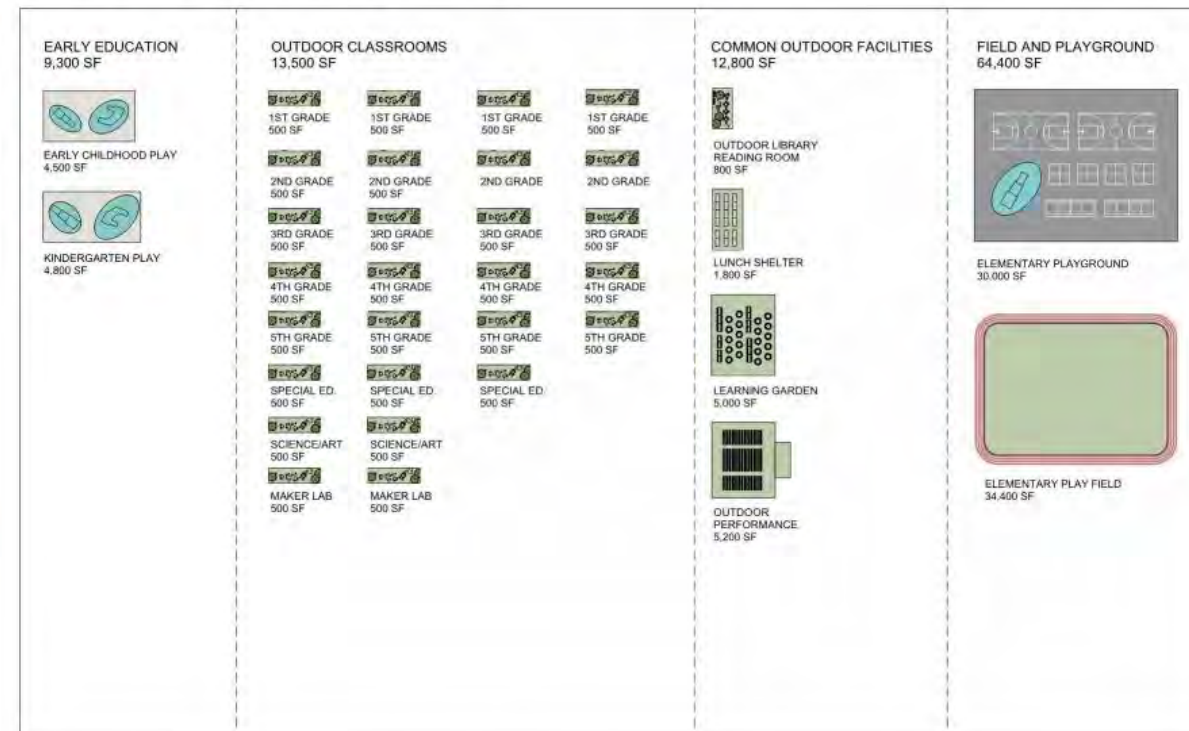 EARLY EDUCATION
9,300 SF
EARLY CHILDHOOD PLAY
4,500 SF
KINDERGARTEN PLAY
4,800 SF
OUTDOOR CLASSROOMS
13,500 SF
1ST GRADE
500 SF
1ST GRADE
500 SF
1ST GRADE
500 SF
1ST GRADE
500 SF
2ND GRADE
500 SF
2ND GRADE
500 SF
2ND GRADE
2ND GRADE
3RD GRADE
500 SF
3RD GRADE
500 SF
3RD GRADE
500 SF
3RD GRADE
500 SF
4TH GRADE
500 SF
4TH GRADE
500 SF
4TH GRADE
500 SF
4TH GRADE
500 SF
5TH GRADE
500 SF
5TH GRADE
500 SF
5TH GRADE
500 SF
5TH GRADE
500 SF
SPECIAL ED.
500 SF
SPECIAL ED.
500 SF
SPECIAL ED.
500 SF
SCIENCE/ART
500 SF
SCIENCE/ART
500 SF
MAKER LAB
500 SF
MAKER LAB
500 SF
COMMON OUTDOOR FACILITIES
12,800 SF
OUTDOOR LIBRARY
READING ROOM
800 SF
LUNCH SHELTER
1,800 SF
LEARNING GARDEN
5,000 SF
OUTDOOR
PERFORMANCE
5,200 SF
FIELD AND PLAYGROUND
64,400 SF
ELEMENTARY PLAYGROUND
30,000 SF
ELEMENTARY PLAY FIELD
34,400 SF